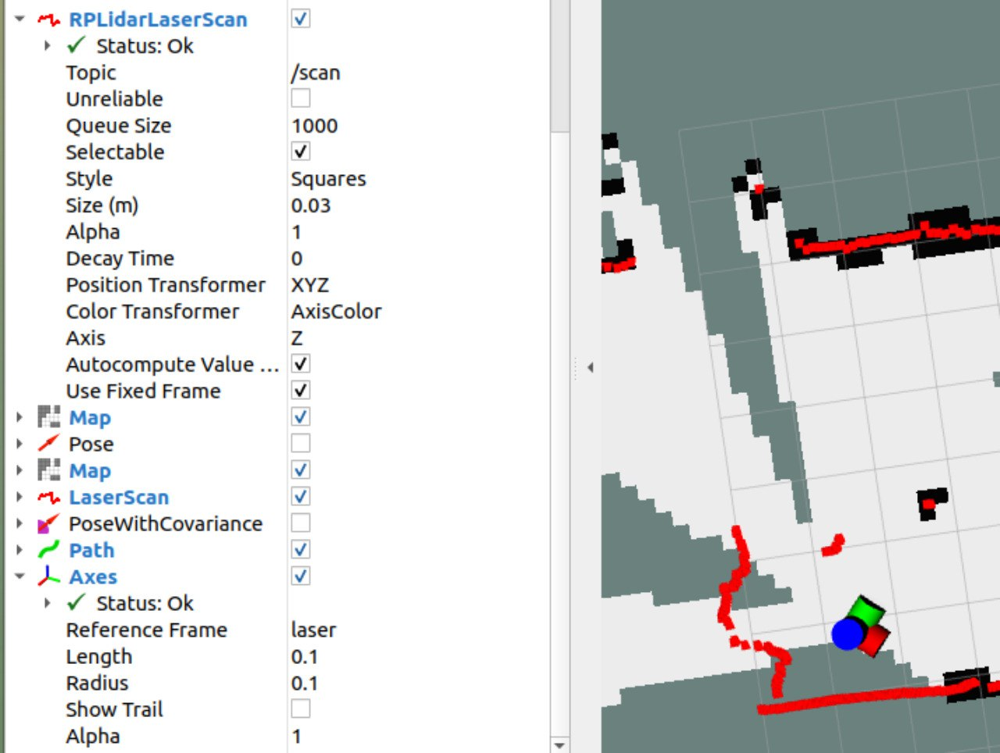 RPLidarLaserScan
Status: Ok
Topic /scan
Unreliable
Queue Size 1000
Selectable
Style Squares
Size (m) 0.03
Alpha 1
Decay Time 0
Position Transformer XYZ
Color Transformer AxisColor
Axis Z
Autocompute Value ...
Use Fixed Frame
Map
Pose
Map
LaserScan
PoseWithCovariance
Path
Axes
Status: Ok
Reference Frame laser
Length 0.1
Radius 0.1
Show Trail
Alpha 1